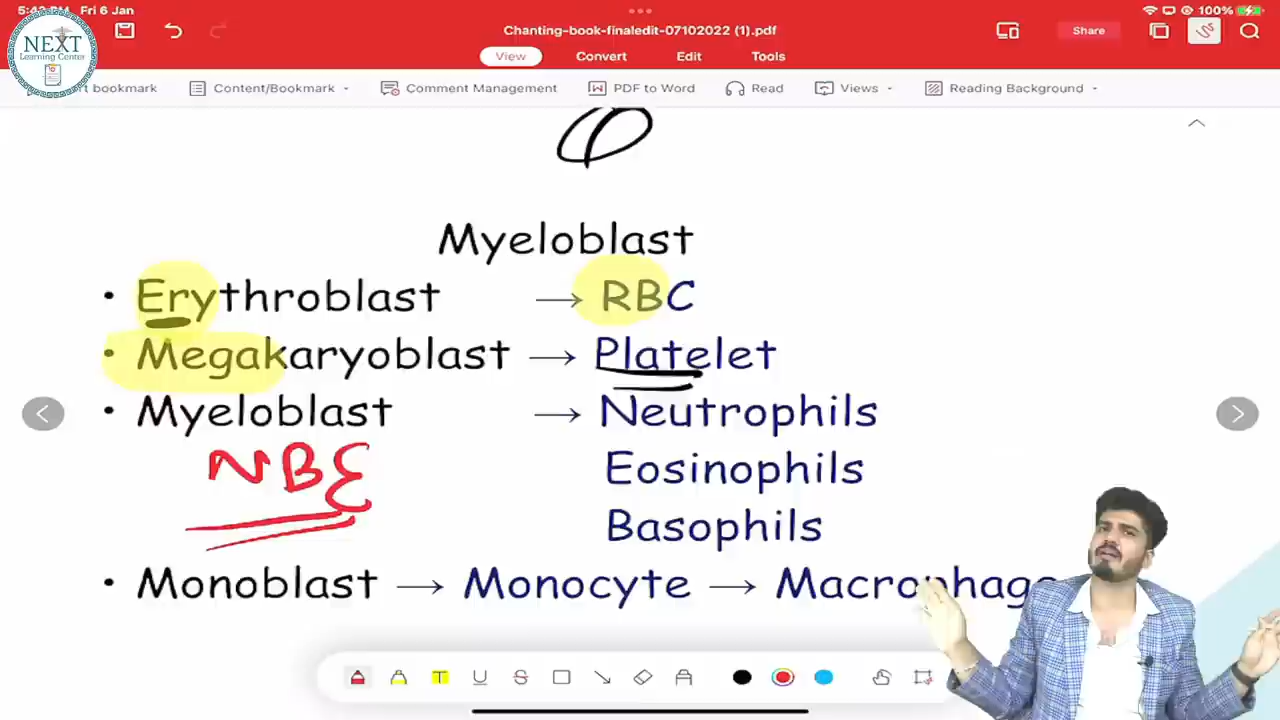 5:43 PM Fri 6 Jan
100%
NEXT
Learning Center
Chanting-book-finaledit-07102022 (1).pdf
Share
View Convert Edit Tools
bookmark Content/Bookmark Comment Management PDF to Word Read Views Reading Background
Myeloblast
• Erythroblast → RBC
• Megakaryoblast → Platelet
• Myeloblast → Neutrophils
NBE Eosinophils
Basophils
• Monoblast → Monocyte → Macrophage
T U S